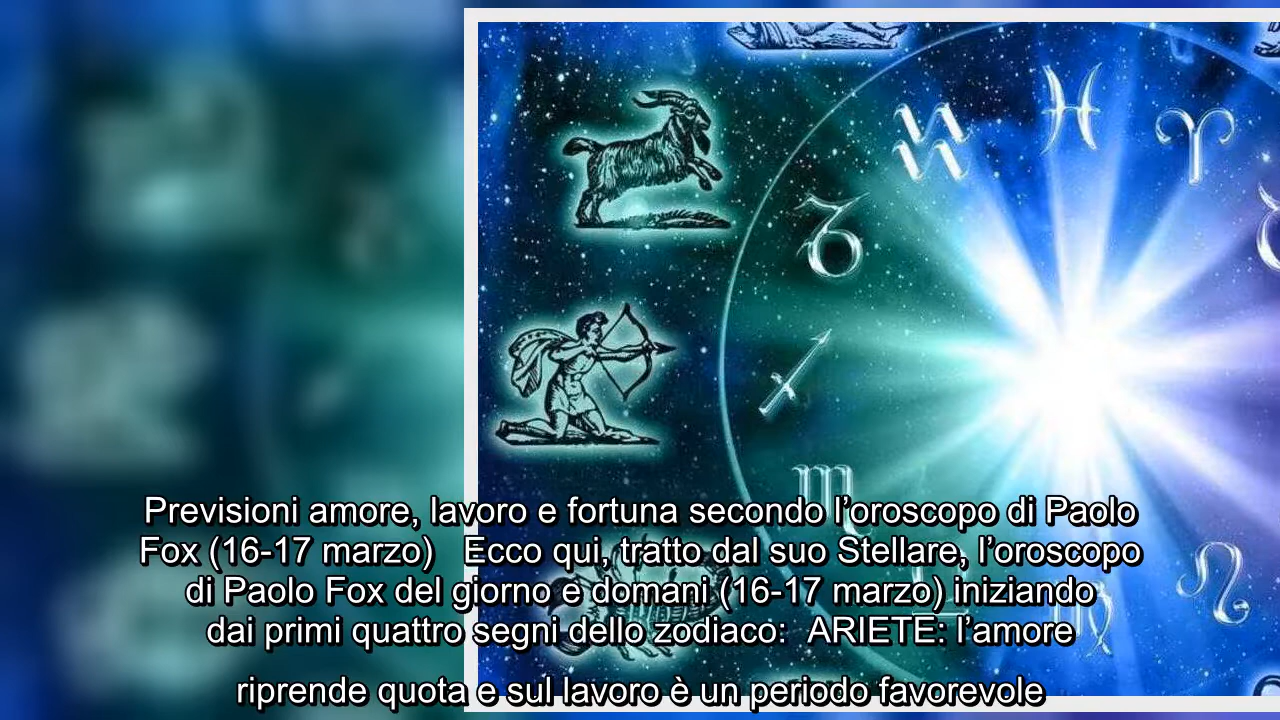 Previsioni amore, lavoro e fortuna secondo l’oroscopo di Paolo
Fox (16-17 marzo)   Ecco qui, tratto dal suo Stellare, l’oroscopo
di Paolo Fox del giorno e domani (16-17 marzo) iniziando
dai primi quattro segni dello zodiaco:  ARIETE: l’amore
riprende quota e sul lavoro è un periodo favorevole